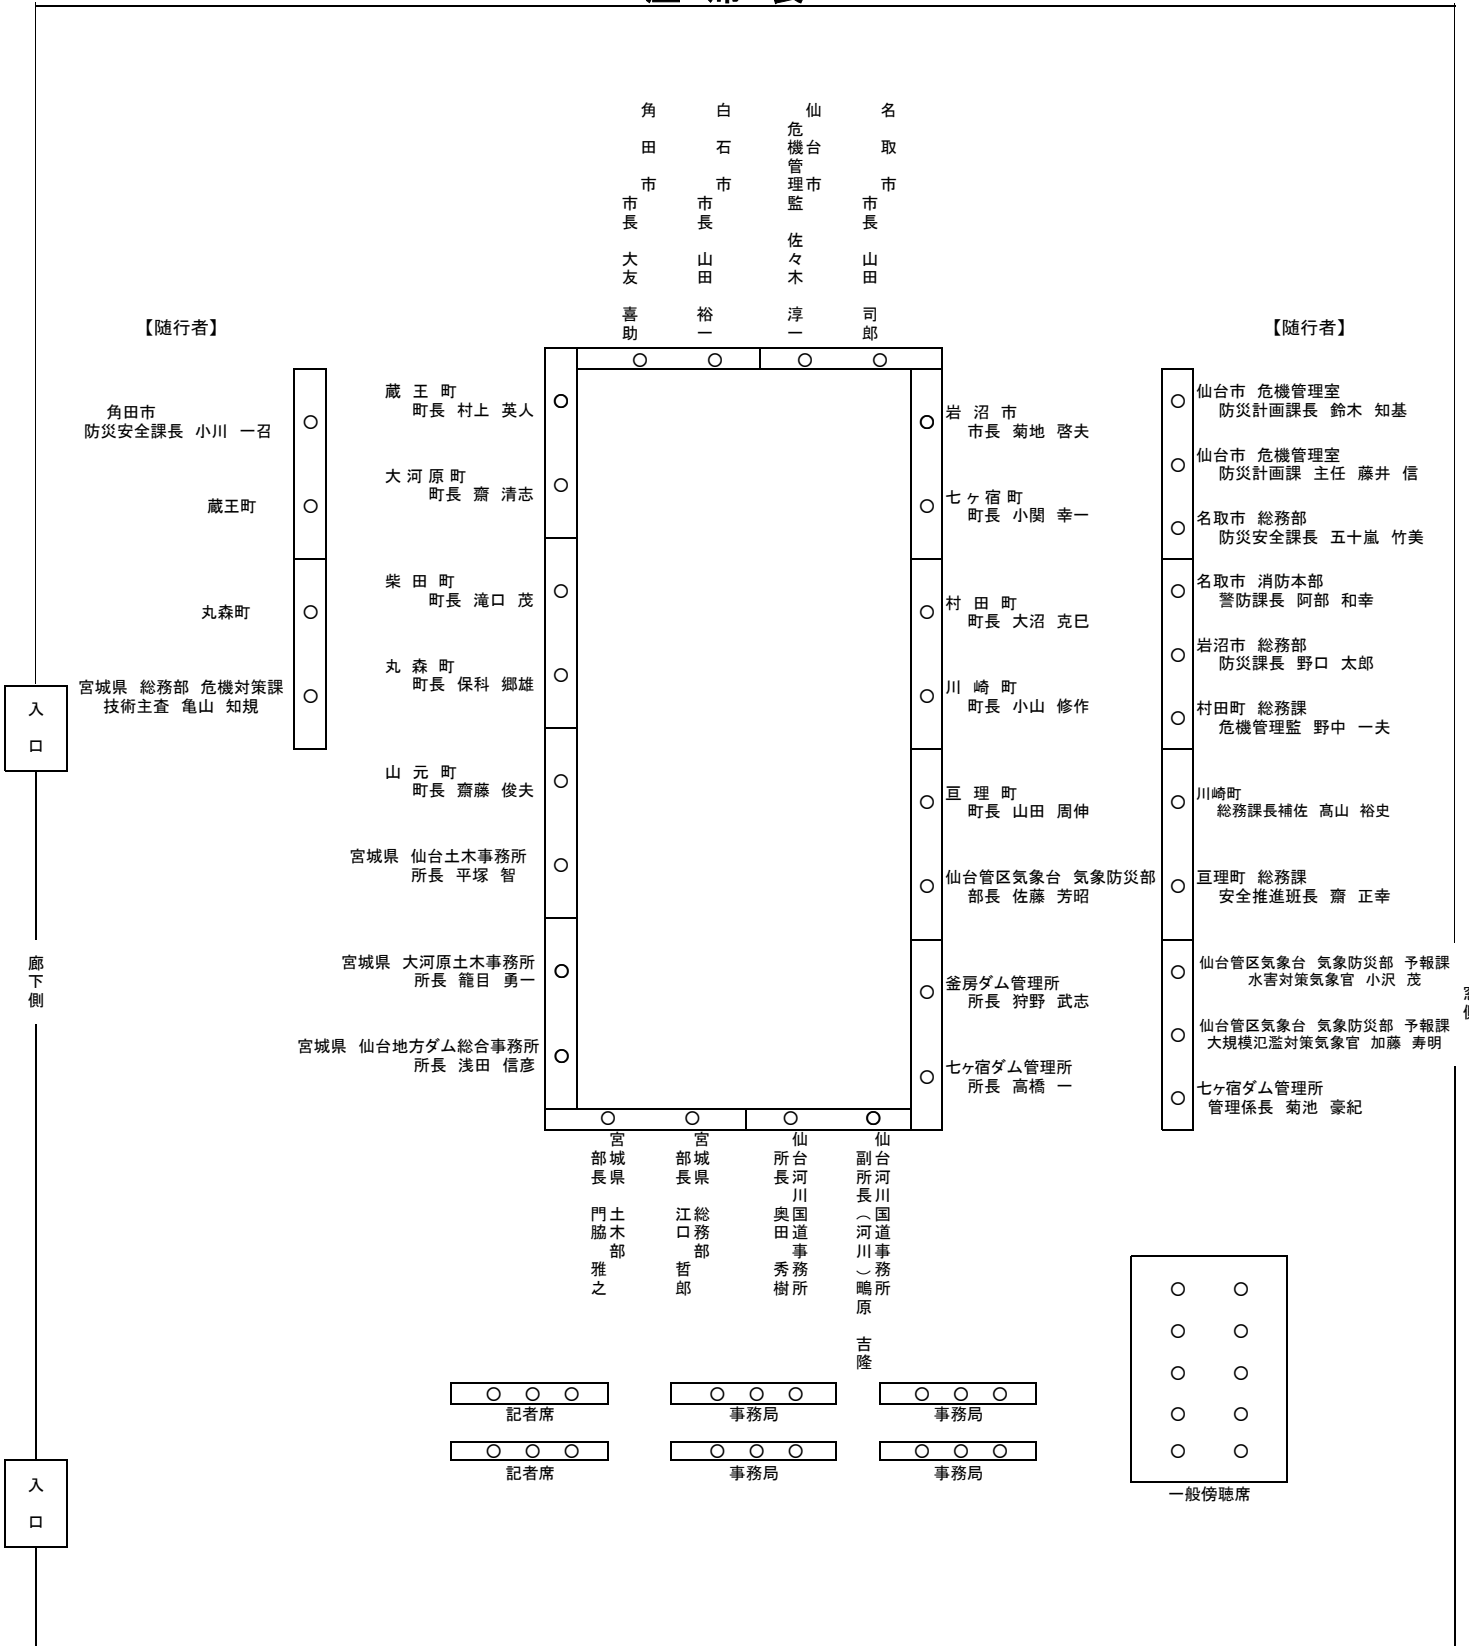 座 席 表
角 田 市
市長 大友 喜助
白 石 市
市長 山田 裕一
仙 台 市
危機管理監 佐々木 淳一
名 取 市
市長 山田 司郎
【随行者】
角田市
防災安全課長 小川 一召
蔵王町
丸森町
宮城県 総務部 危機対策課
技術主査 亀山 知規
蔵 王 町
町長 村上 英人
大 河 原 町
町長 齋 清志
柴 田 町
町長 滝口 茂
丸 森 町
町長 保科 郷雄
山 元 町
町長 齋藤 俊夫
宮城県 仙台土木事務所
所長 平塚 智
宮城県 大河原土木事務所
所長 籠目 勇一
宮城県 仙台地方ダム総合事務所
所長 浅田 信彦
岩 沼 市
市長 菊地 啓夫
七 ヶ 宿 町
町長 小関 幸一
村 田 町
町長 大沼 克巳
川 崎 町
町長 小山 修作
亘 理 町
町長 山田 周伸
仙台管区気象台 気象防災部
部長 佐藤 芳昭
釜房ダム管理所
所長 狩野 武志
七ヶ宿ダム管理所
所長 高橋 一
【随行者】
仙台市 危機管理室
防災計画課長 鈴木 知基
仙台市 危機管理室
防災計画課 主任 藤井 信
名取市 総務部
防災安全課長 五十嵐 竹美
名取市 消防本部
警防課長 阿部 和幸
岩沼市 総務部
防災課長 野口 太郎
村田町 総務課
危機管理監 野中 一夫
川崎町
総務課長補佐 髙山 裕史
亘理町 総務課
安全推進班長 齋 正幸
仙台管区気象台 気象防災部 予報課
水害対策気象官 小沢 茂
仙台管区気象台 気象防災部 予報課
大規模氾濫対策気象官 加藤 寿明
七ヶ宿ダム管理所
管理係長 菊池 豪紀
宮城県 土木部
部長 門脇 雅之
宮城県 総務部
部長 江口 哲郎
仙台河川国道事務所
所長 奥田 秀樹
仙台河川国道事務所
副所長（河川）鴫原 吉隆
入口
廊下側
入口
窓側
記者席
事務局
事務局
記者席
事務局
事務局
一般傍聴席